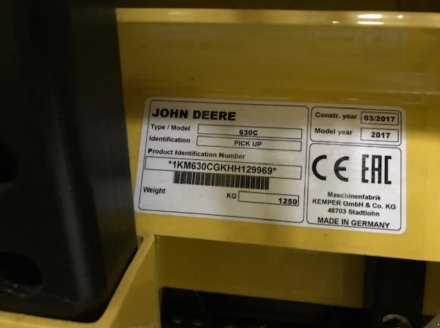 JOHN DEERE
Type / Model 630C
Identification PICK UP
Product Identification Number
*1KM630CGKHH129969*
Weight KG 1250
Constr. year 03/2017
Model year 2017
CE EAC
Maschinenfabrik
KEMPER GmbH & Co. KG
48703 Stadtlohn
MADE IN GERMANY